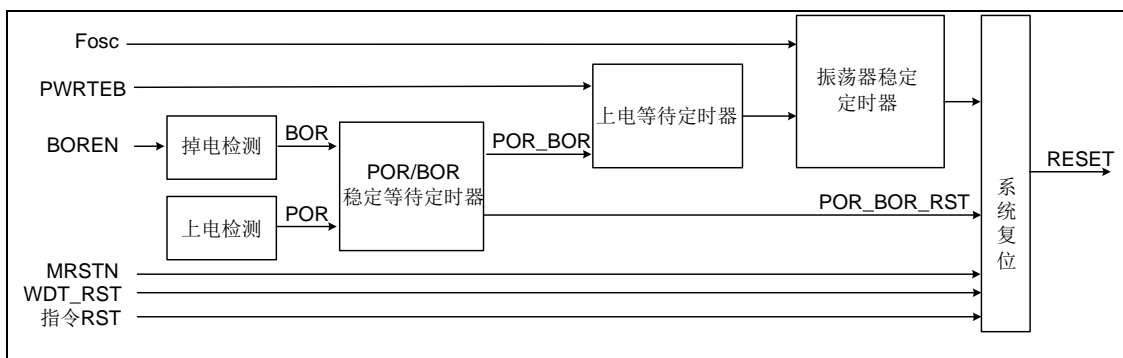 Fosc
PWRTEB
BOREN
掉电检测
BOR
上电检测
POR
POR/BOR
稳定等待定时器
POR_BOR
上电等待定时器
振荡器稳定
定时器
POR_BOR_RST
系统复位
RESET
MRSTN
WDT_RST
指令RST